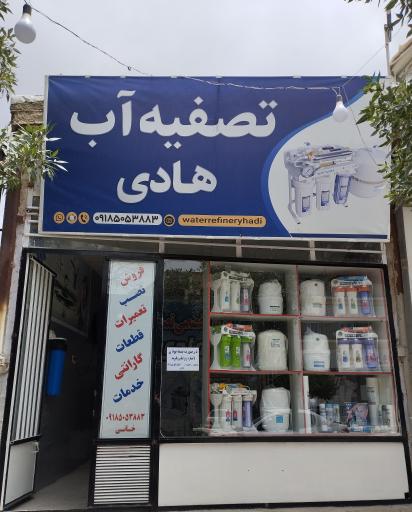 تصفیه آب
هادی
۰۹۱۸۵۰۵۳۸۸۳
waterrefineryhadi
فروش
نصب
تعمیرات
قطعات
گارانتی
خدمات
۰۹۱۸۵۰۵۳۸۸۳